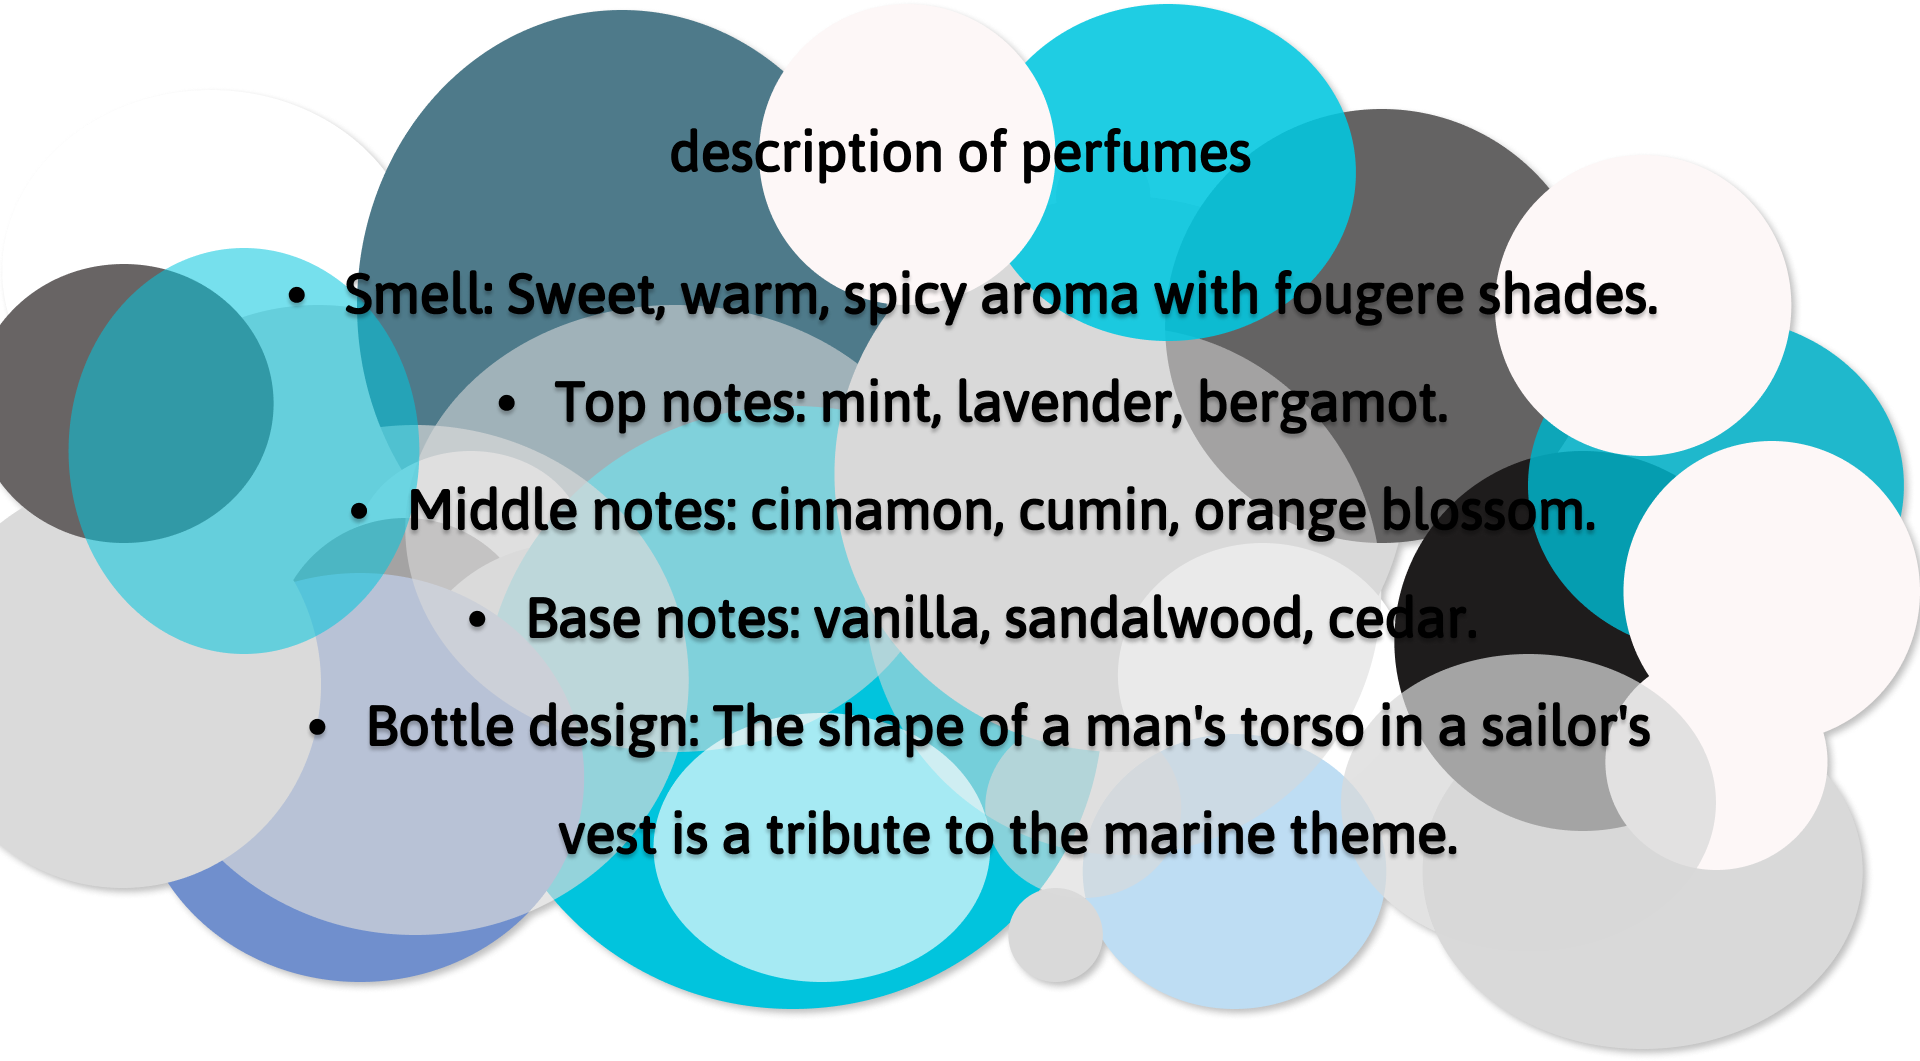 description of perfumes
• Smell: Sweet, warm, spicy aroma with fougere shades.
• Top notes: mint, lavender, bergamot.
• Middle notes: cinnamon, cumin, orange blossom.
• Base notes: vanilla, sandalwood, cedar.
• Bottle design: The shape of a man's torso in a sailor's
vest is a tribute to the marine theme.